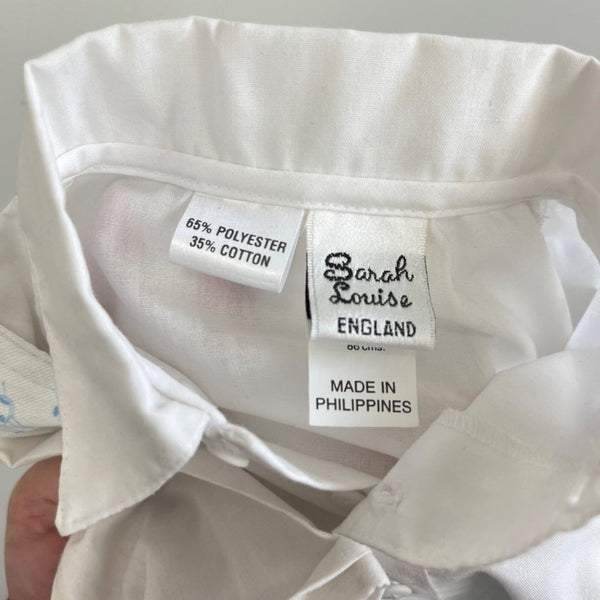 65% POLYESTER
35% COTTON
Sarah
Louise
ENGLAND
MADE IN
PHILIPPINES